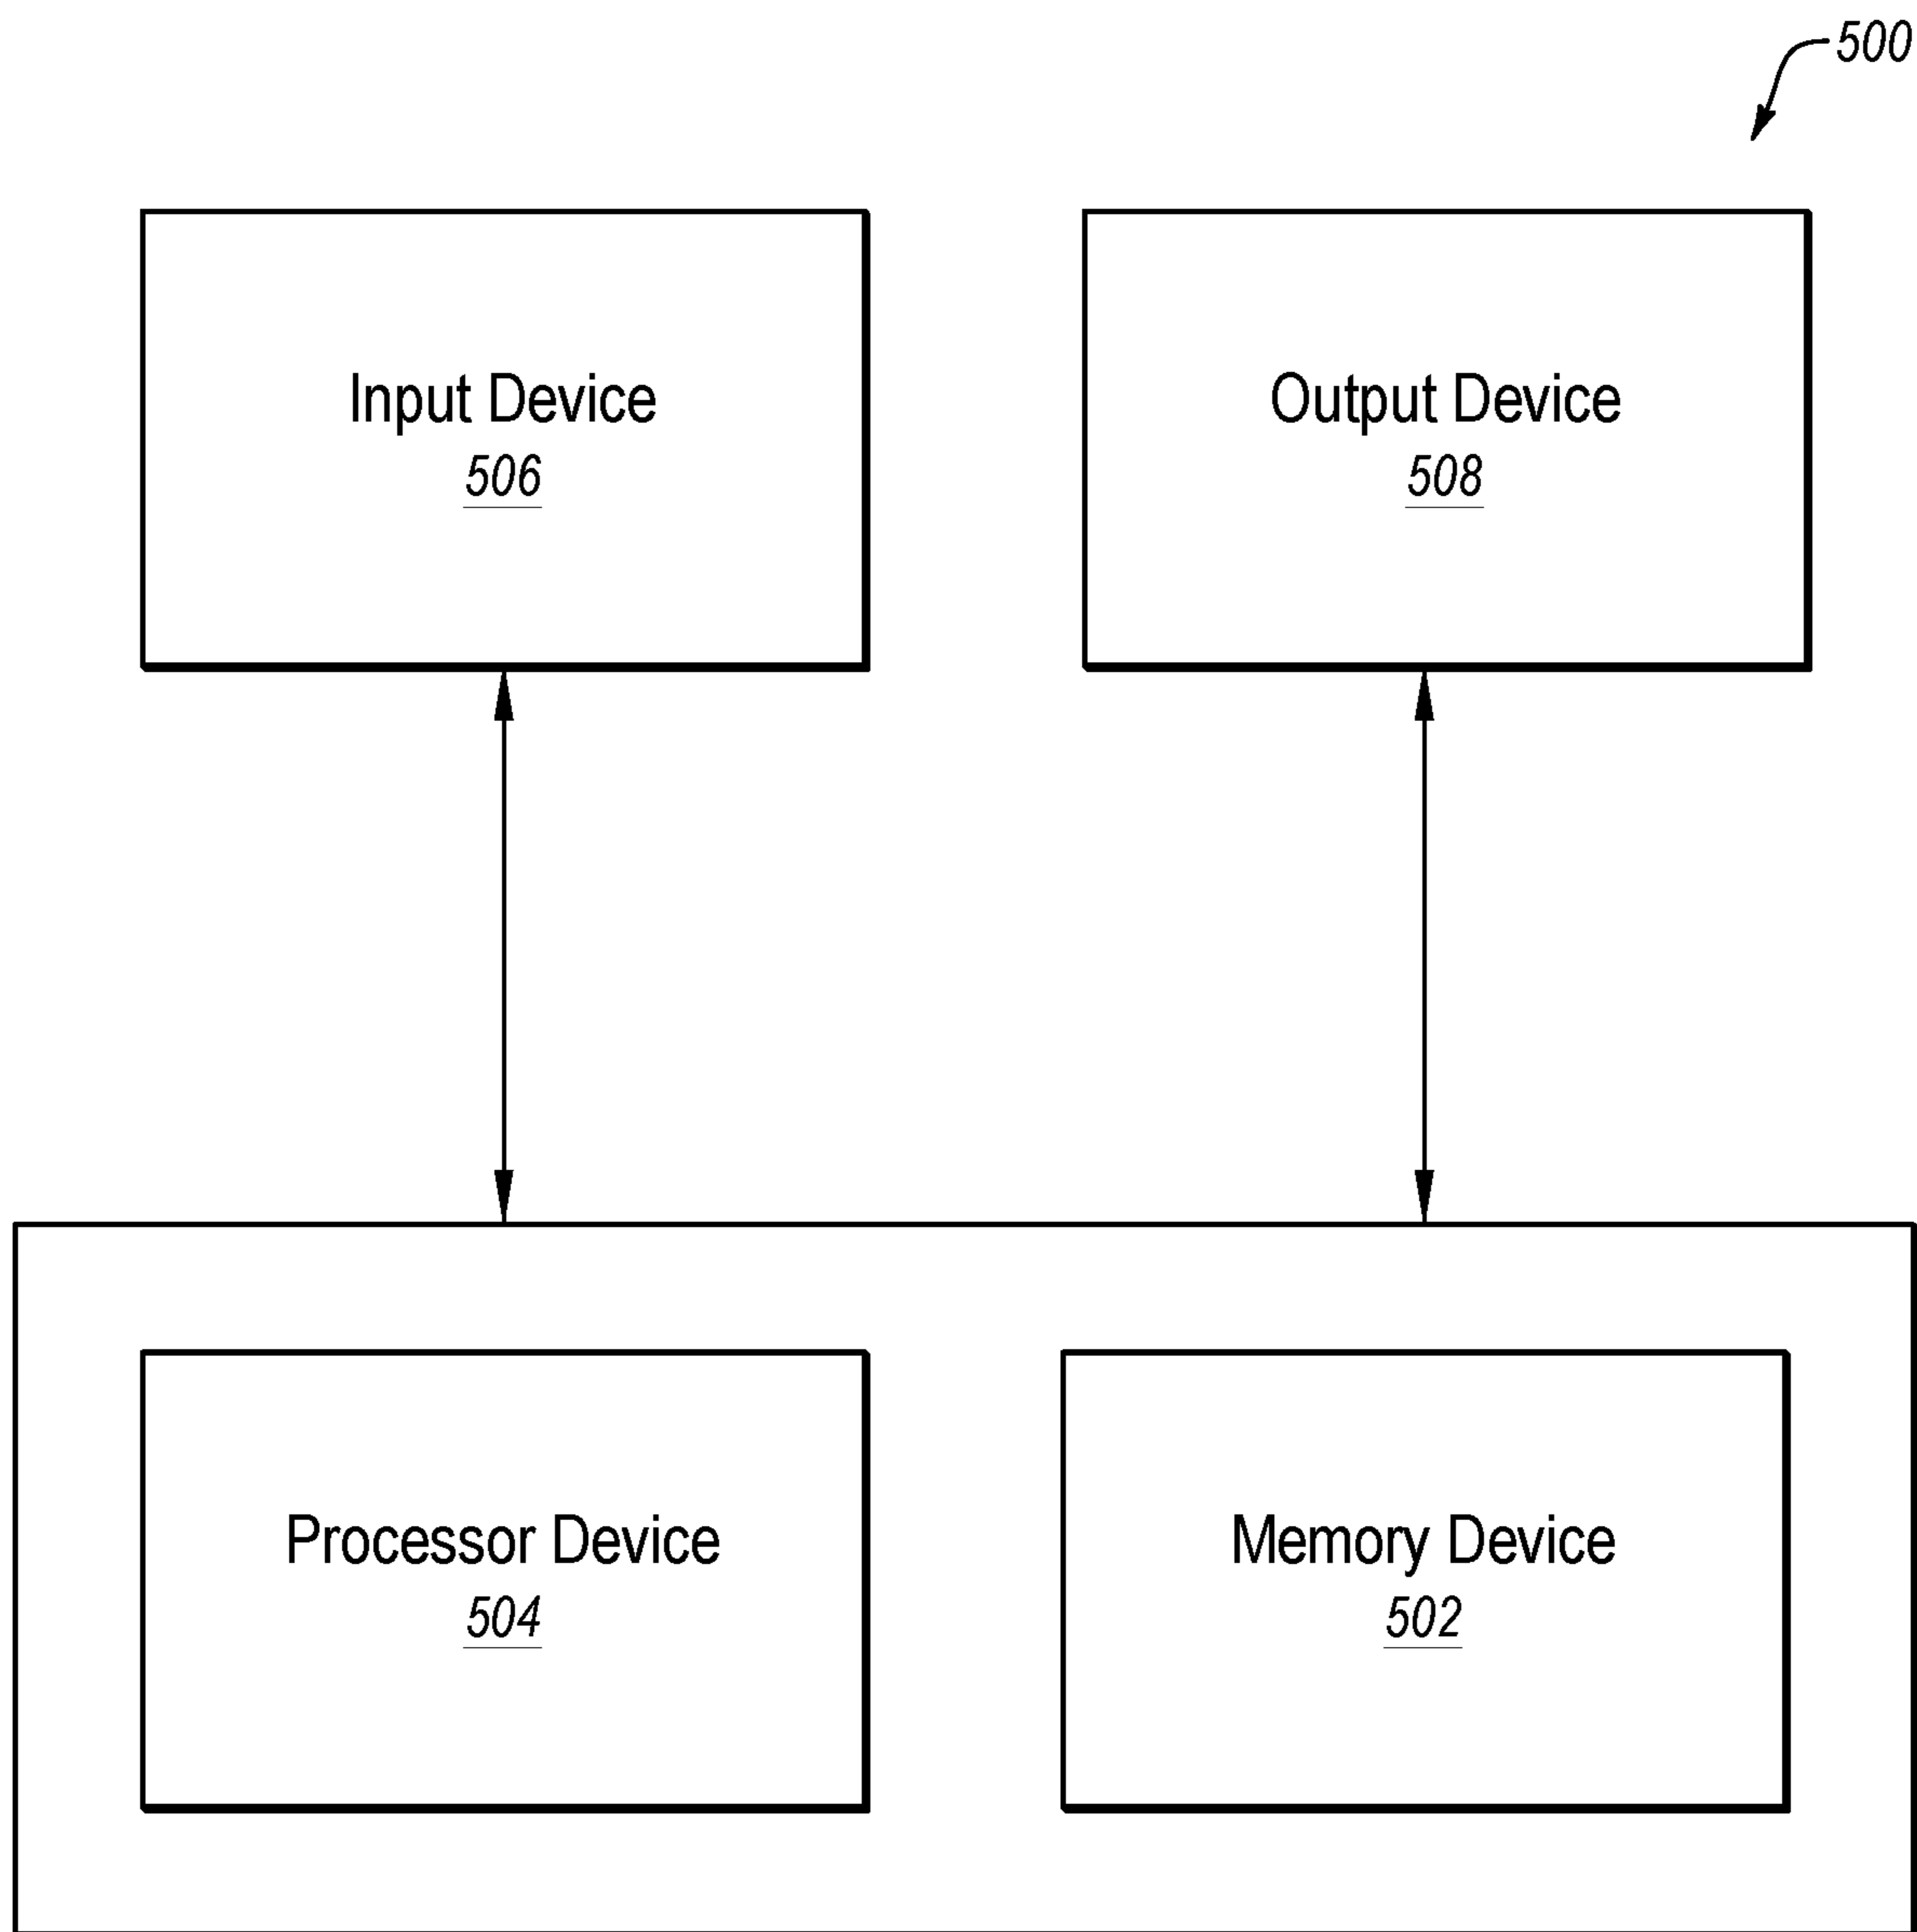 500
Input Device
506
Output Device
508
Processor Device
504
Memory Device
502